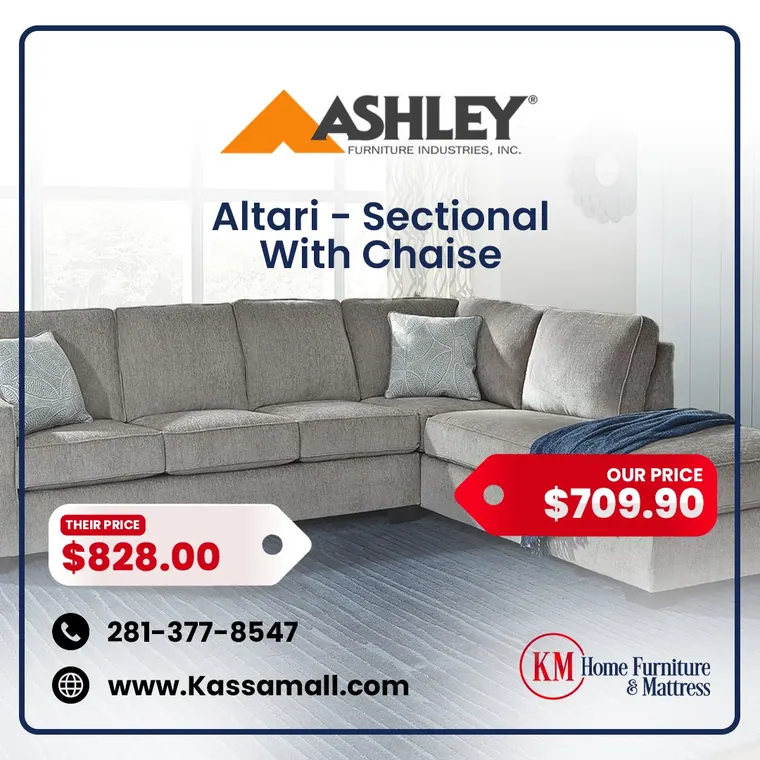 ASHLEY®
FURNITURE INDUSTRIES, INC.
Altari - Sectional
With Chaise
OUR PRICE
$709.90
THEIR PRICE
$828.00
281-377-8547
www.Kassamall.com
KM Home Furniture
& Mattress